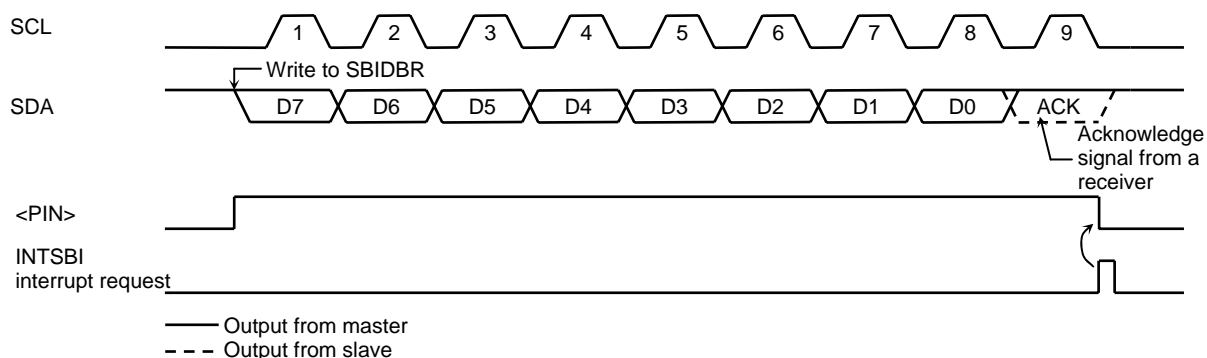 SCL
1 2 3 4 5 6 7 8 9
Write to SBIDBR
SDA
D7 D6 D5 D4 D3 D2 D1 D0 ACK
Acknowledge
signal from a
receiver
<PIN>
INTSBI
interrupt request
Output from master
Output from slave